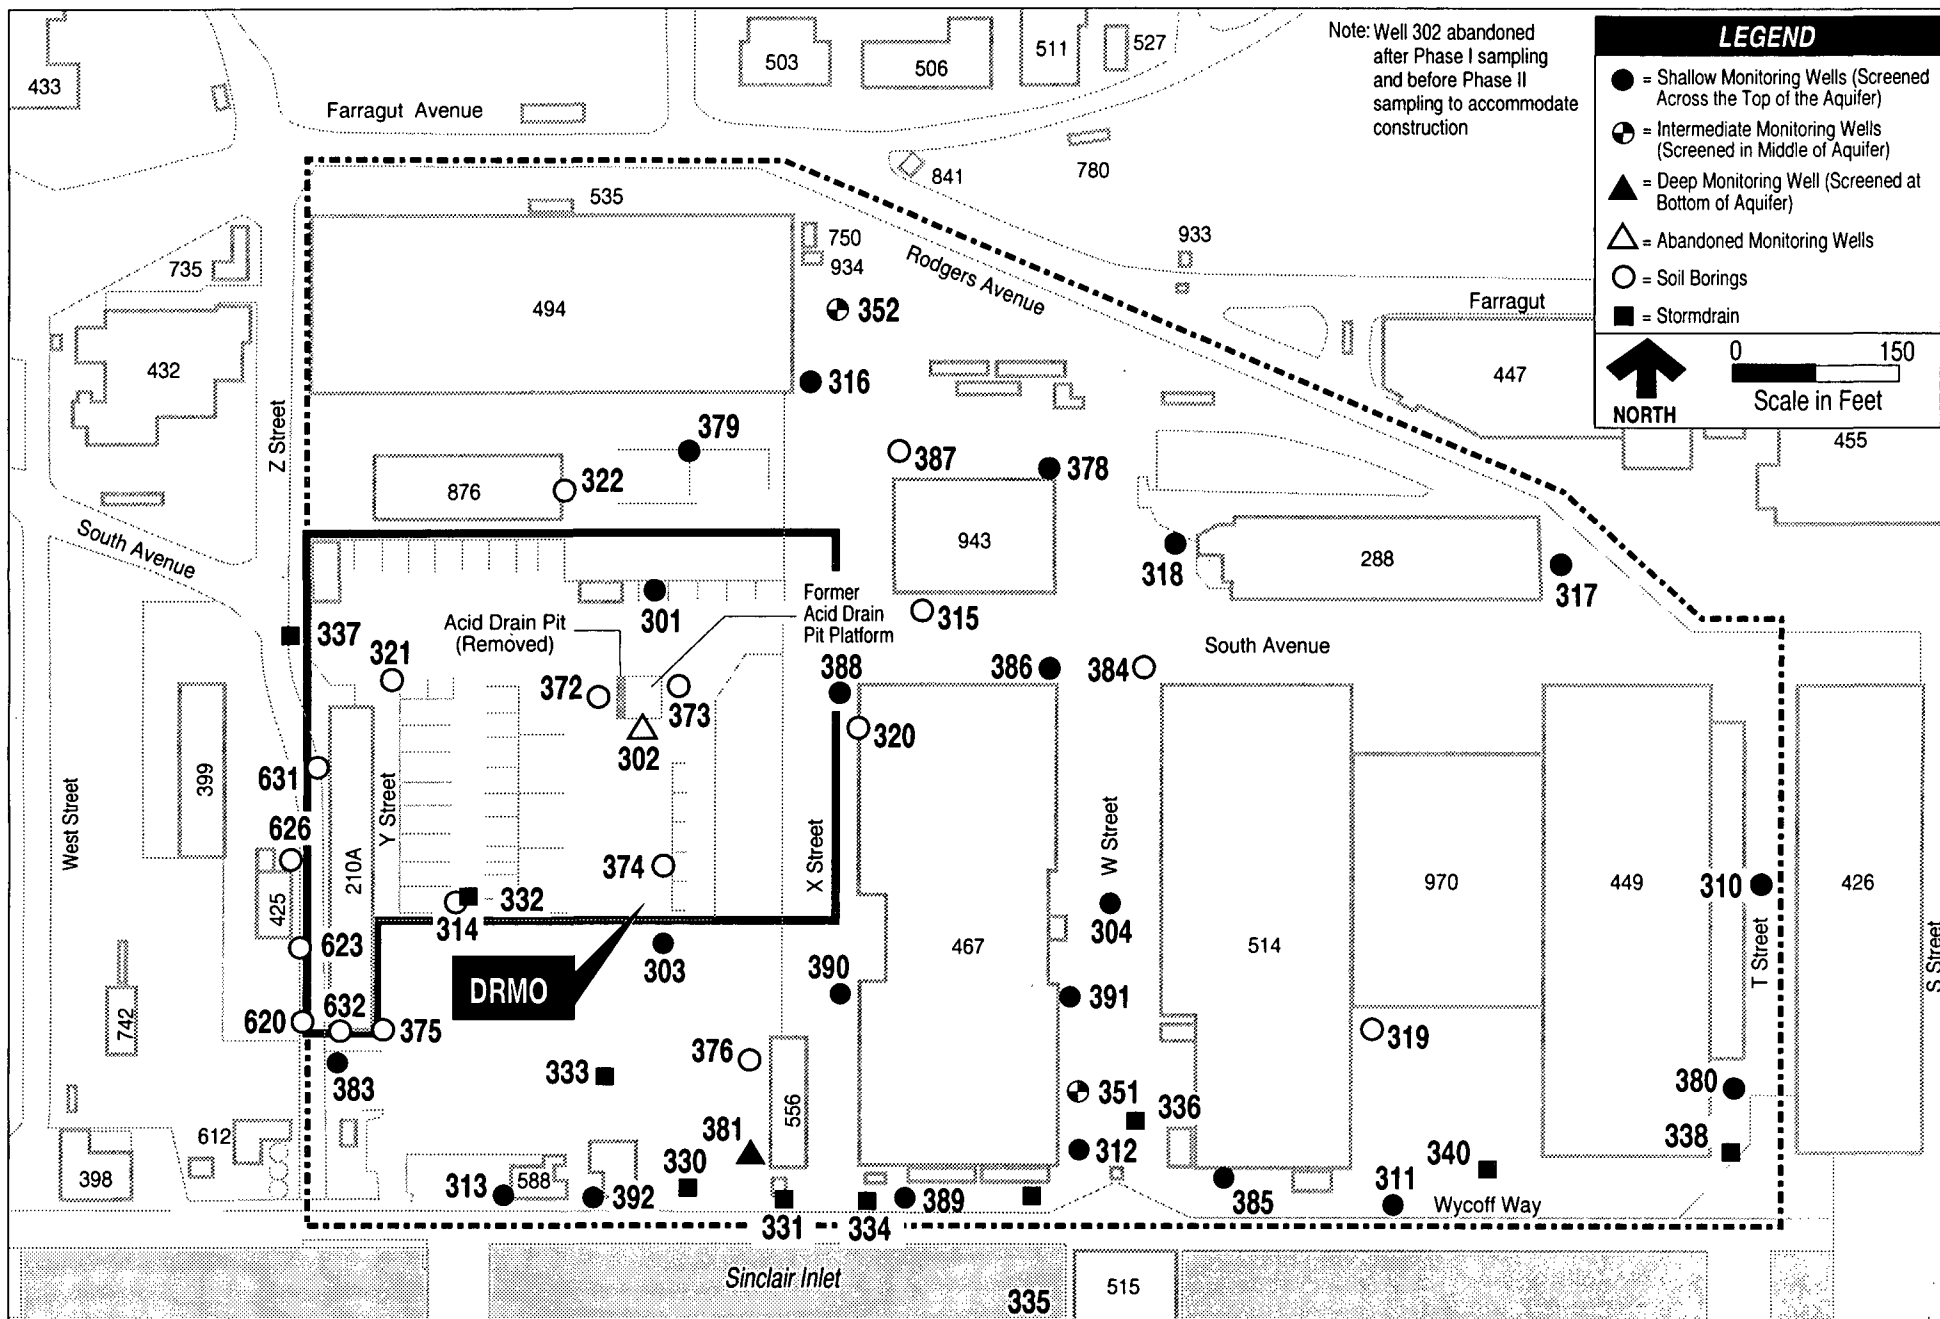 433
503
506
511
527
Note: Well 302 abandoned
after Phase I sampling
and before Phase II
sampling to accommodate
construction
LEGEND
= Shallow Monitoring Wells (Screened
Across the Top of the Aquifer)
= Intermediate Monitoring Wells
(Screened in Middle of Aquifer)
= Deep Monitoring Well (Screened at
Bottom of Aquifer)
= Abandoned Monitoring Wells
= Soil Borings
= Stormdrain
NORTH
0 150
Scale in Feet
Farragut Avenue
841
780
535
750
934
735
933
Rodgers Avenue
Farragut
494
352
432
316
447
455
Z Street
379
387
378
876
322
South Avenue
943
318
288
317
301
Former
Acid Drain
Pit Platform
315
Acid Drain Pit
(Removed)
337
321
South Avenue
372
373
388
386
384
320
302
399
631
West Street
626
Y Street
210A
X Street
W Street
374
425
332
314
304
970
449
310
426
623
303
467
514
T Street
S Street
DRMO
390
391
620
632
375
742
319
383
333
376
556
351
336
380
381
612
330
312
340
338
398
313
588
392
389
385
311
Wycoff Way
331
334
Sinclair Inlet
335
515